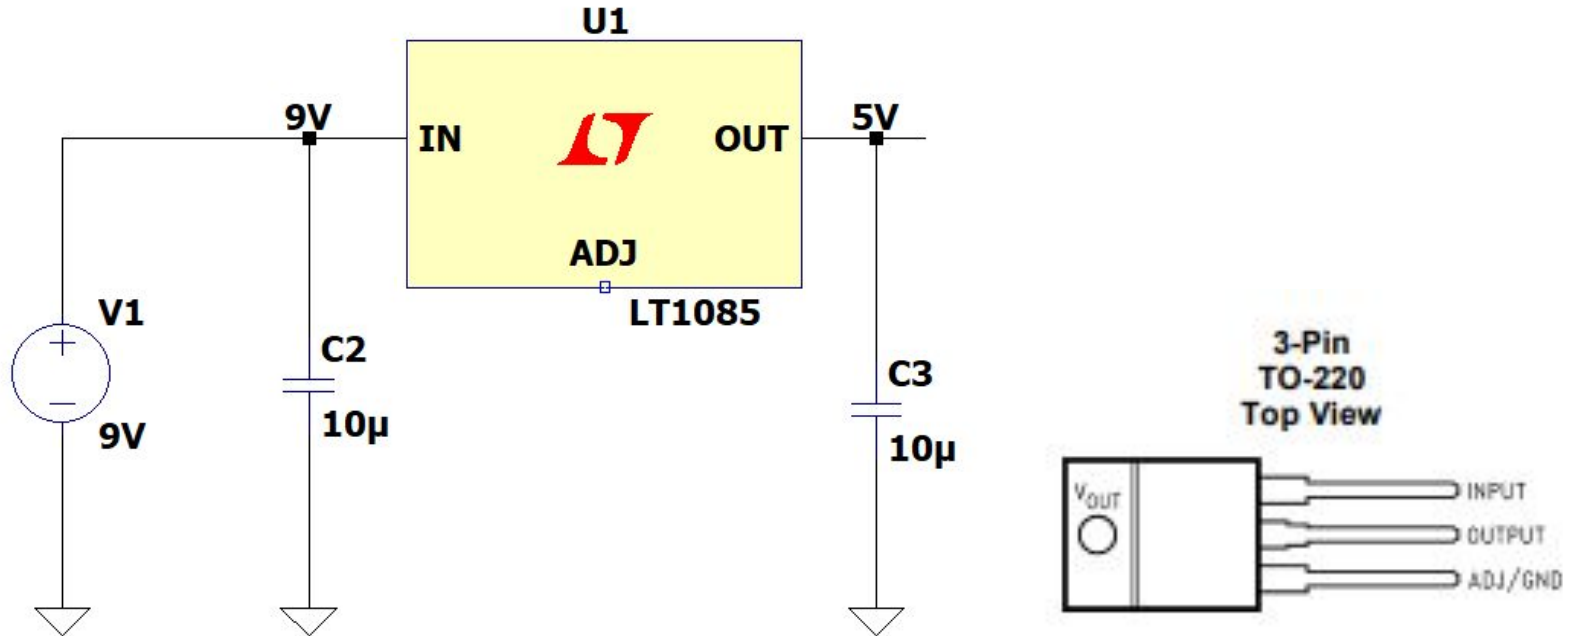 U1
9V
IN
OUT
5V
ADJ
LT1085
V1
+
−
9V
C2
10µ
C3
10µ
3-Pin
TO-220
Top View
VOUT
INPUT
OUTPUT
ADJ/GND